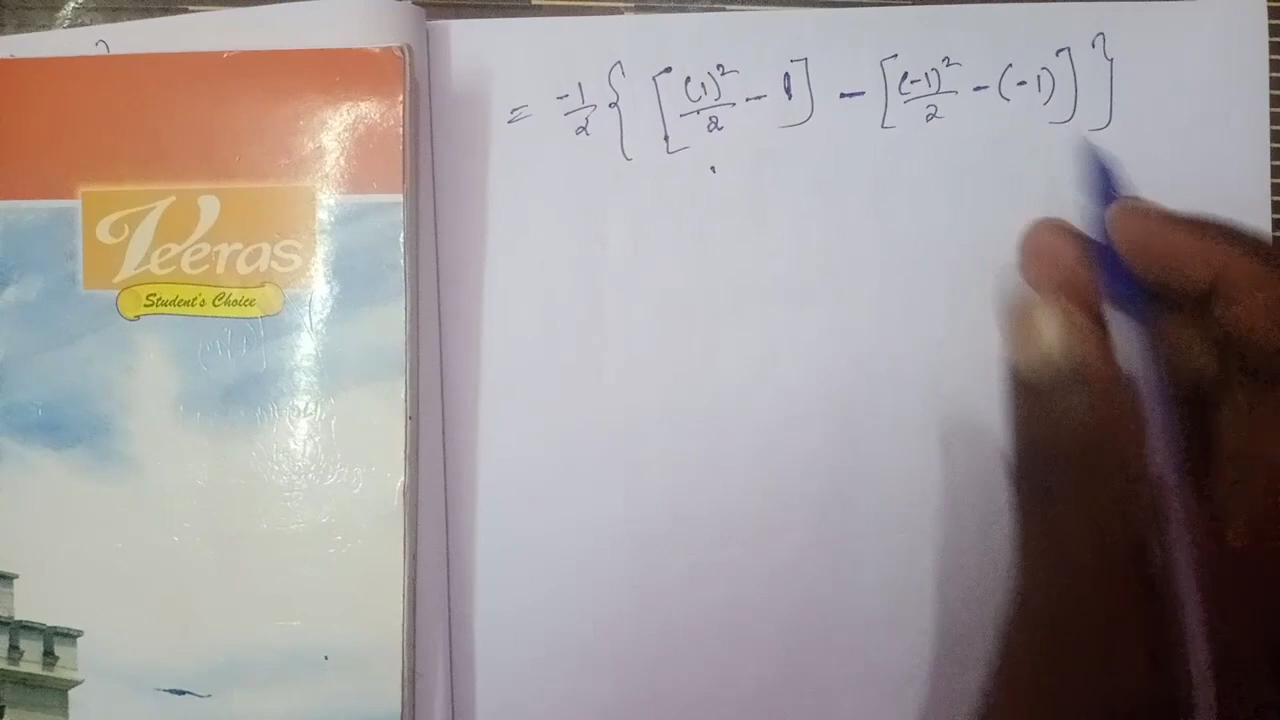 = -1/2 { [ (1)²/2 - 1 ] - [ (-1)²/2 - (-1) ] }
Veeras
Student's Choice